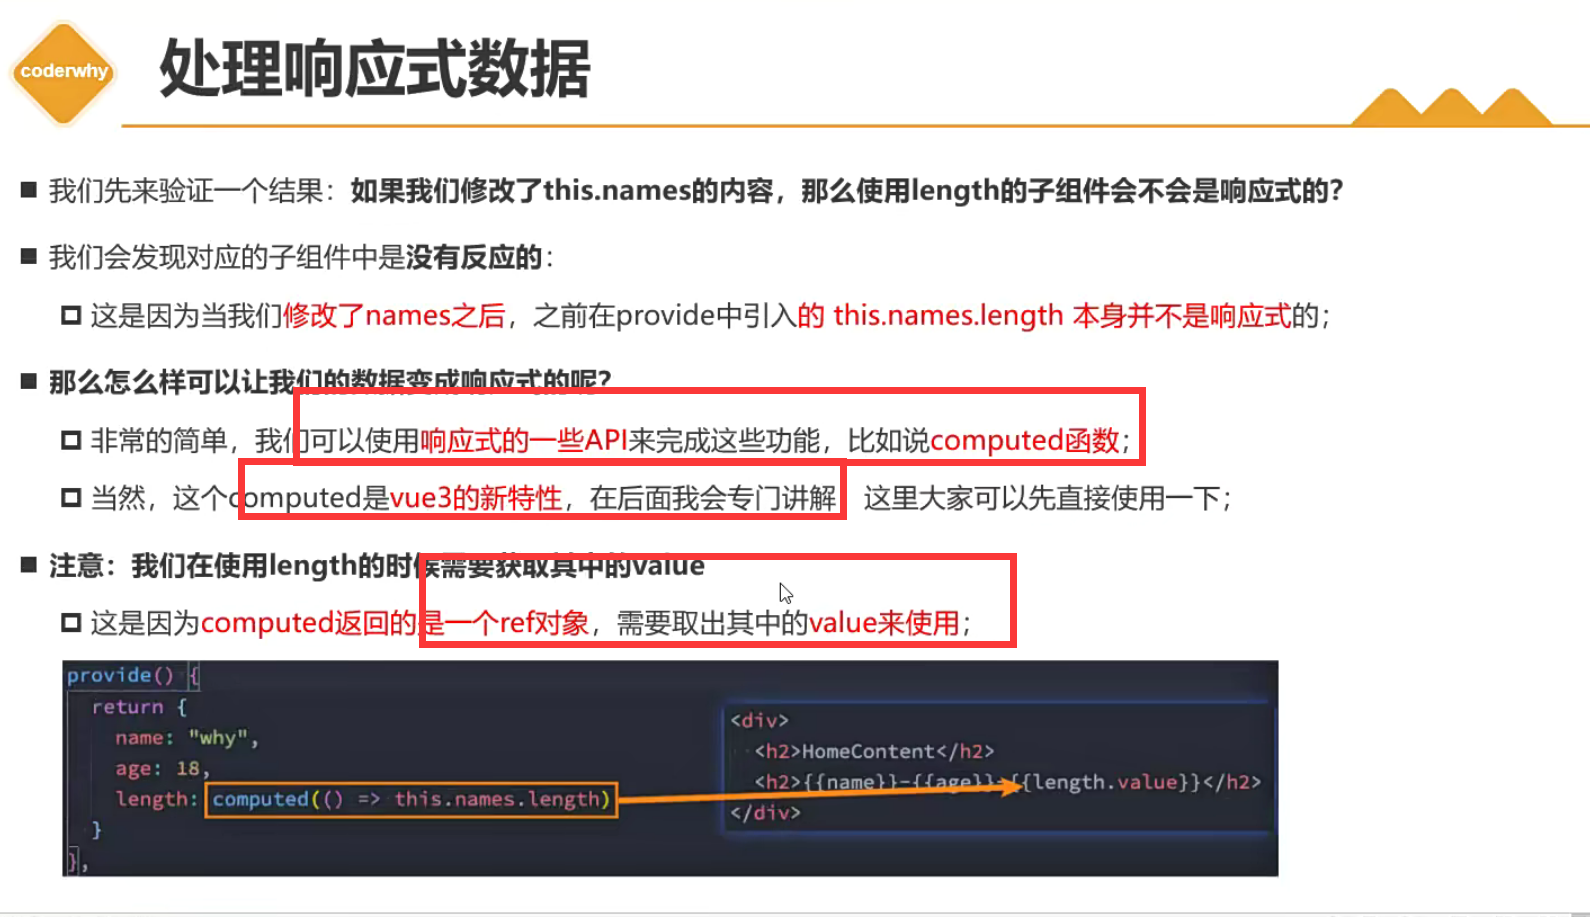 coderwhy
处理响应式数据
我们先来验证一个结果：如果我们修改了this.names的内容，那么使用length的子组件会不会是响应式的？
我们会发现对应的子组件中是没有反应的：
这是因为当我们修改了names之后，之前在provide中引入的 this.names.length 本身并不是响应式的；
那么怎么样可以让我们的数据变成响应式的呢？
非常的简单，我们可以使用响应式的一些API来完成这些功能，比如说computed函数；
当然，这个computed是vue3的新特性，在后面我会专门讲解 这里大家可以先直接使用一下；
注意：我们在使用length的时候需要获取其中的value
这是因为computed返回的是一个ref对象，需要取出其中的value来使用；
provide() {
return {
name: "why",
age: 18,
length: computed(() => this.names.length)
}
},
<div>
<h2>HomeContent</h2>
<h2>{{name}}-{{age}}-{{length.value}}</h2>
</div>